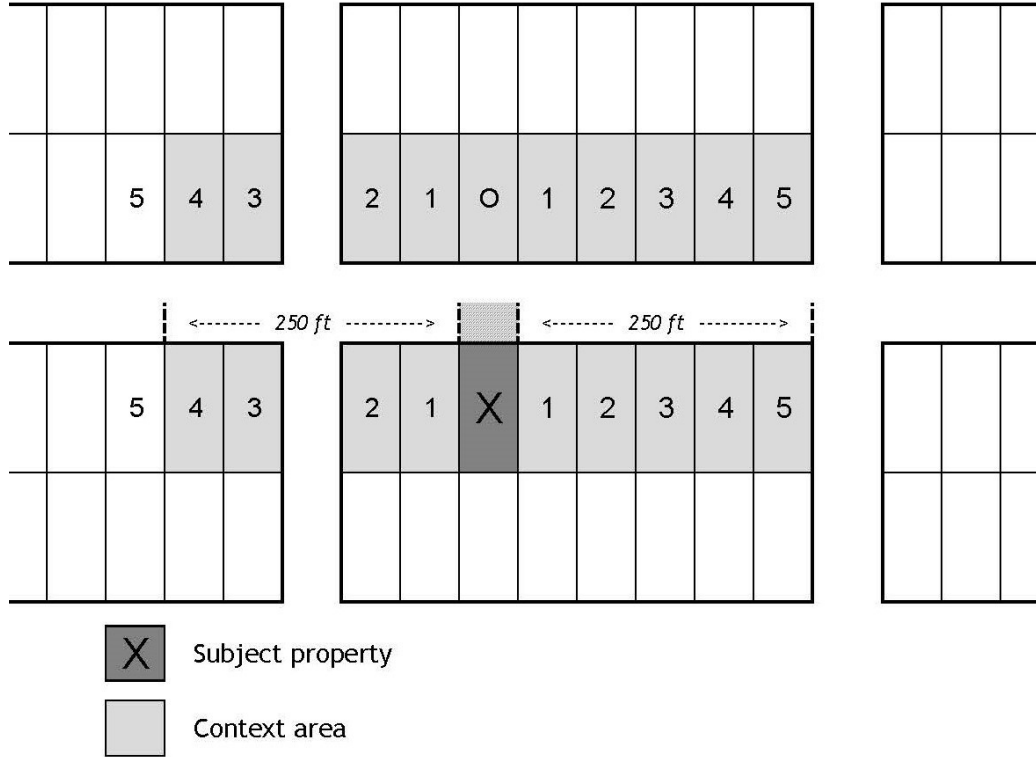 5 4 3 2 1 O 1 2 3 4 5
<-------- 250 ft ----------> <-------- 250 ft ---------->
5 4 3 2 1 X 1 2 3 4 5
X Subject property
Context area